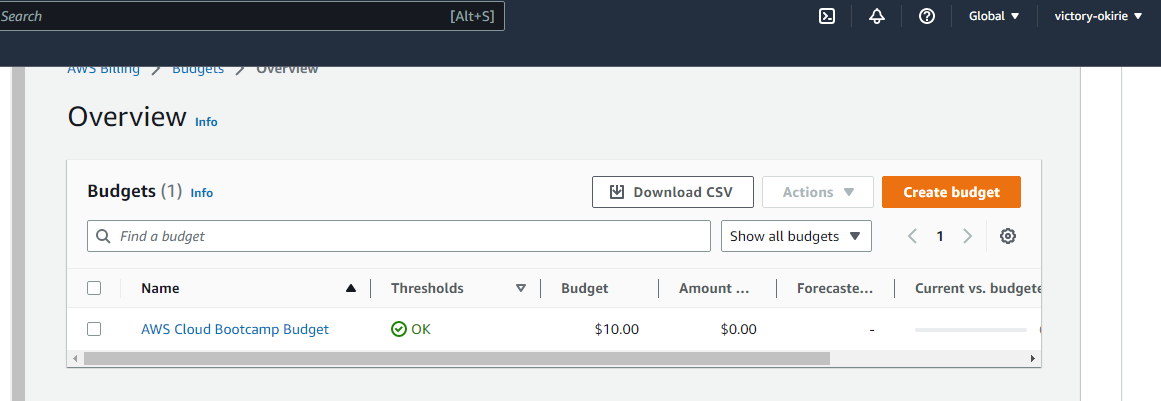 Search [Alt+S] Global victory-okirie
AWS Billing Budgets Overview
Overview Info
Budgets (1) Info Download CSV Actions Create budget
Find a budget Show all budgets 1
Name Thresholds Budget Amount ... Forecaste... Current vs. budgete
AWS Cloud Bootcamp Budget OK $10.00 $0.00 -